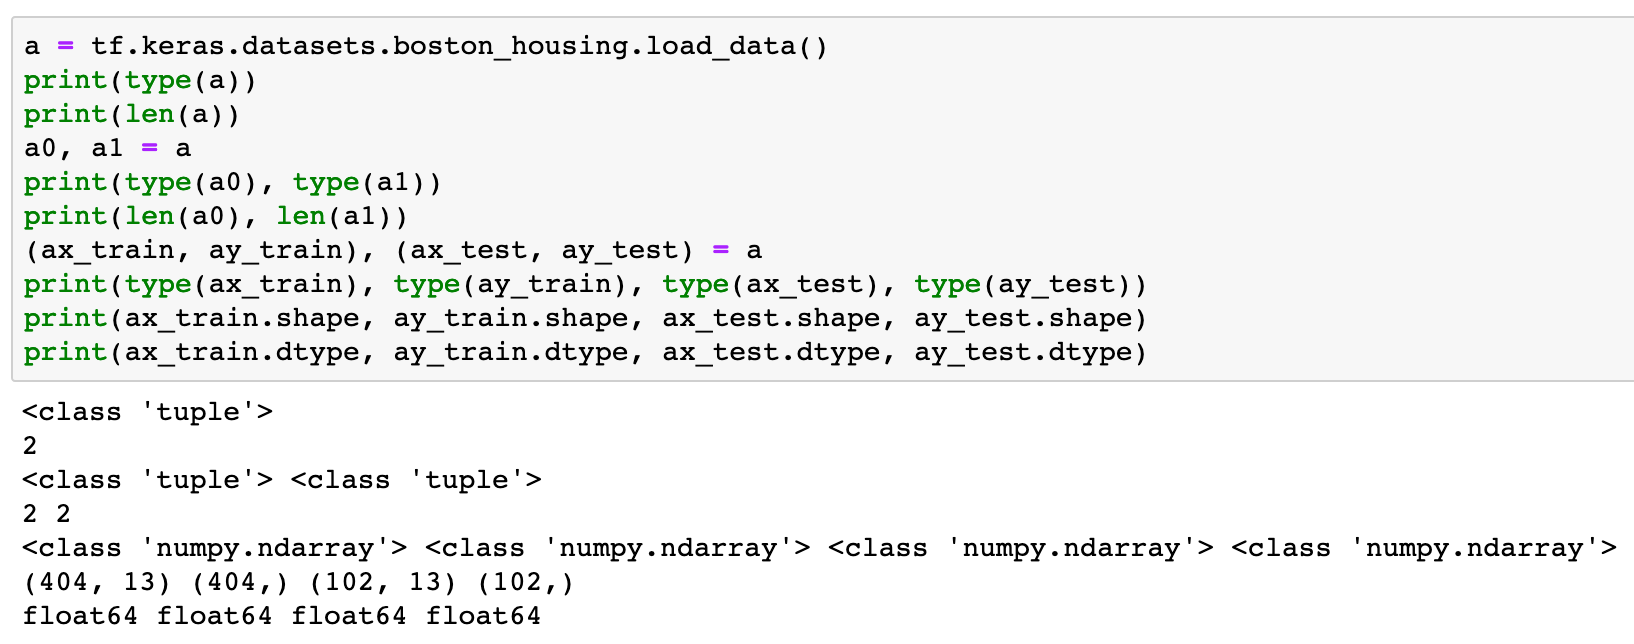 a = tf.keras.datasets.boston_housing.load_data()
print(type(a))
print(len(a))
a0, a1 = a
print(type(a0), type(a1))
print(len(a0), len(a1))
(ax_train, ay_train), (ax_test, ay_test) = a
print(type(ax_train), type(ay_train), type(ax_test), type(ay_test))
print(ax_train.shape, ay_train.shape, ax_test.shape, ay_test.shape)
print(ax_train.dtype, ay_train.dtype, ax_test.dtype, ay_test.dtype)
<class 'tuple'>
2
<class 'tuple'> <class 'tuple'>
2 2
<class 'numpy.ndarray'> <class 'numpy.ndarray'> <class 'numpy.ndarray'> <class 'numpy.ndarray'>
(404, 13) (404,) (102, 13) (102,)
float64 float64 float64 float64